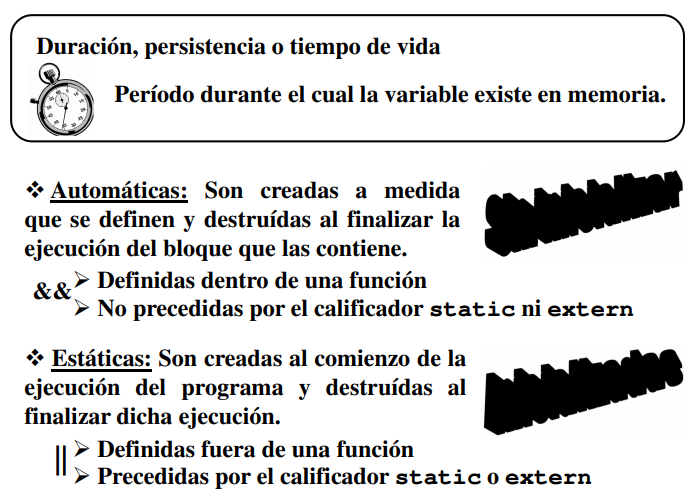 Duración, persistencia o tiempo de vida
Período durante el cual la variable existe en memoria.
❖ Automáticas: Son creadas a medida
que se definen y destruídas al finalizar la
ejecución del bloque que las contiene.
&& ➢ Definidas dentro de una función
➢ No precedidas por el calificador static ni extern
❖ Estáticas: Son creadas al comienzo de la
ejecución del programa y destruídas al
finalizar dicha ejecución.
|| ➢ Definidas fuera de una función
➢ Precedidas por el calificador static o extern